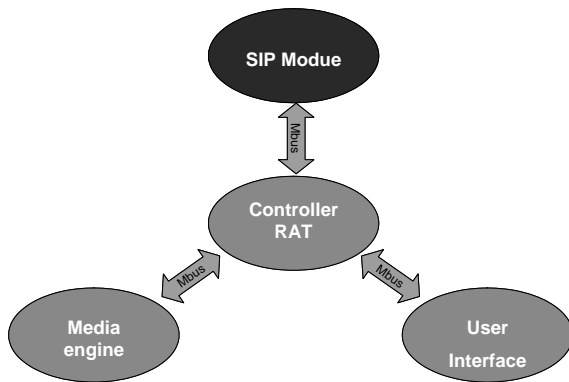 SIP Modue
Mbus
Controller
RAT
Mbus
Mbus
Media
engine
User
Interface